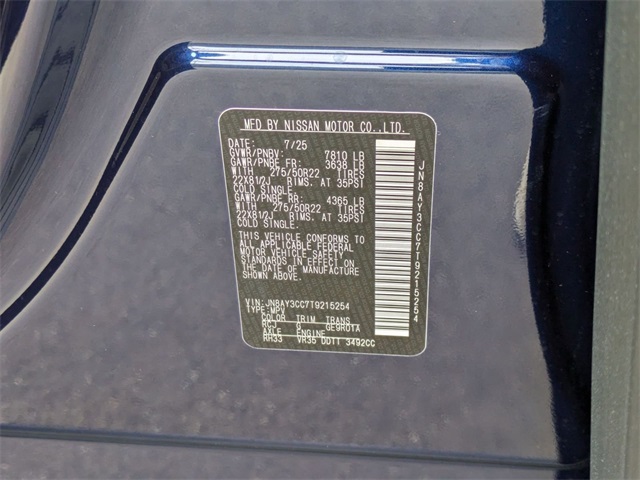 MFD BY NISSAN MOTOR CO.,LTD.
DATE: 7/25
GVWR/PNBV: 7810 LB
GAWR/PNBE FR: 3638 LB
WITH 275/50R22 TIRES
22X8 1/2J RIMS. AT 35PSI
COLD SINGLE.
GAWR/PNBE RR: 4365 LB
WITH 275/50R22 TIRES
22X8 1/2J RIMS. AT 35PSI
COLD SINGLE.
THIS VEHICLE CONFORMS TO
ALL APPLICABLE FEDERAL
MOTOR VEHICLE SAFETY
STANDARDS IN EFFECT ON
THE DATE OF MANUFACTURE
SHOWN ABOVE.
VIN: JN8AY3CC7T9215254
TYPE: MPV
COLOR TRIM TRANS
RCJ G GE9R01A
AXLE ENGINE
RH33 VR35 DDTT 3492CC
JN8AY3CC7T9215254